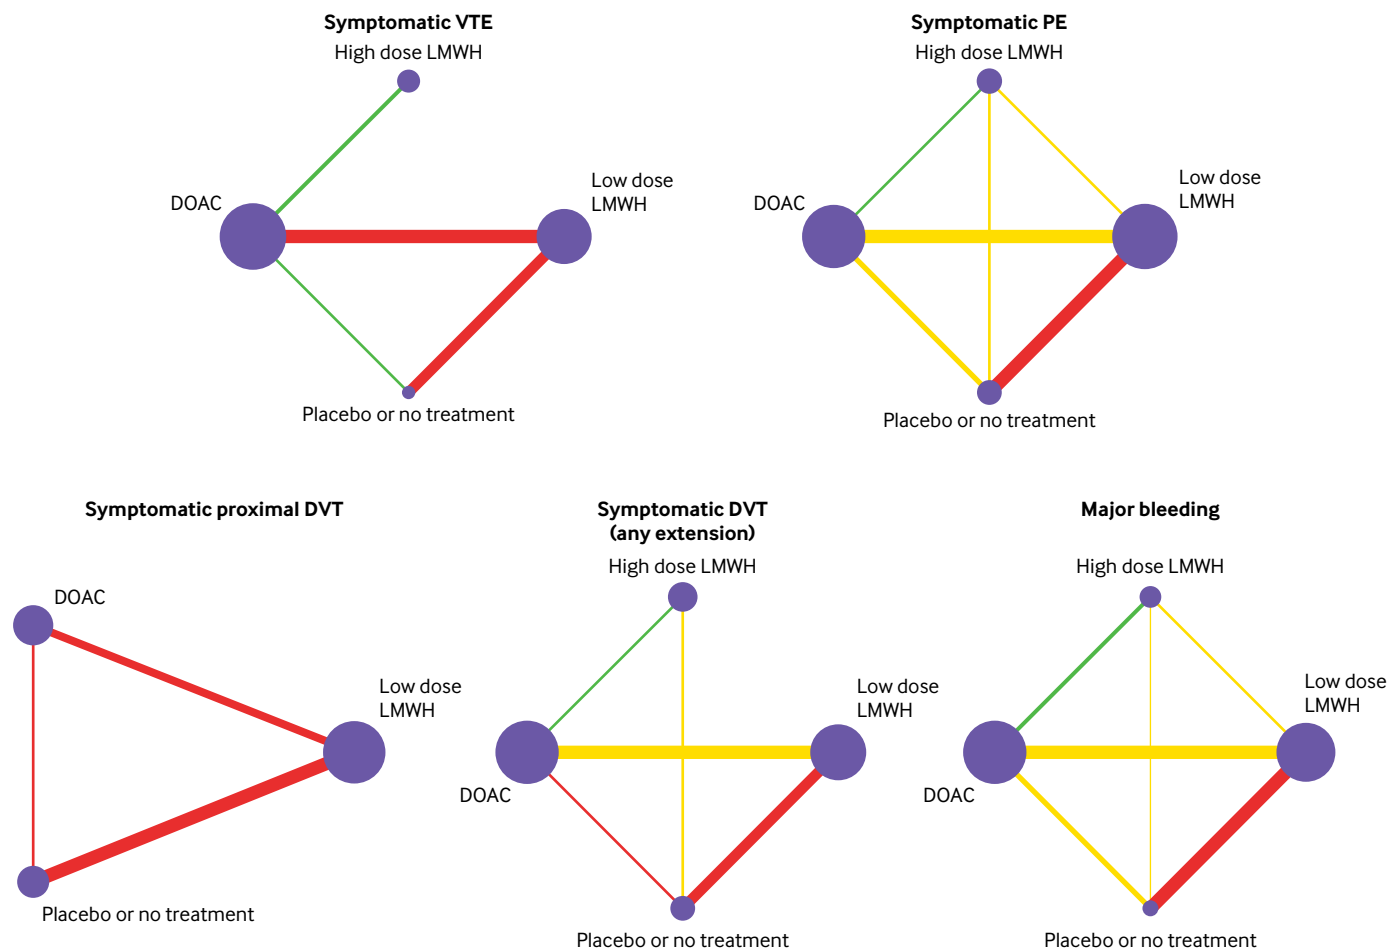 Symptomatic VTE
High dose LMWH
DOAC
Low dose
LMWH
Placebo or no treatment
Symptomatic PE
High dose LMWH
DOAC
Low dose
LMWH
Placebo or no treatment
Symptomatic proximal DVT
DOAC
Low dose
LMWH
Placebo or no treatment
Symptomatic DVT
(any extension)
High dose LMWH
Low dose
LMWH
DOAC
Placebo or no treatment
Major bleeding
High dose LMWH
Low dose
LMWH
DOAC
Placebo or no treatment